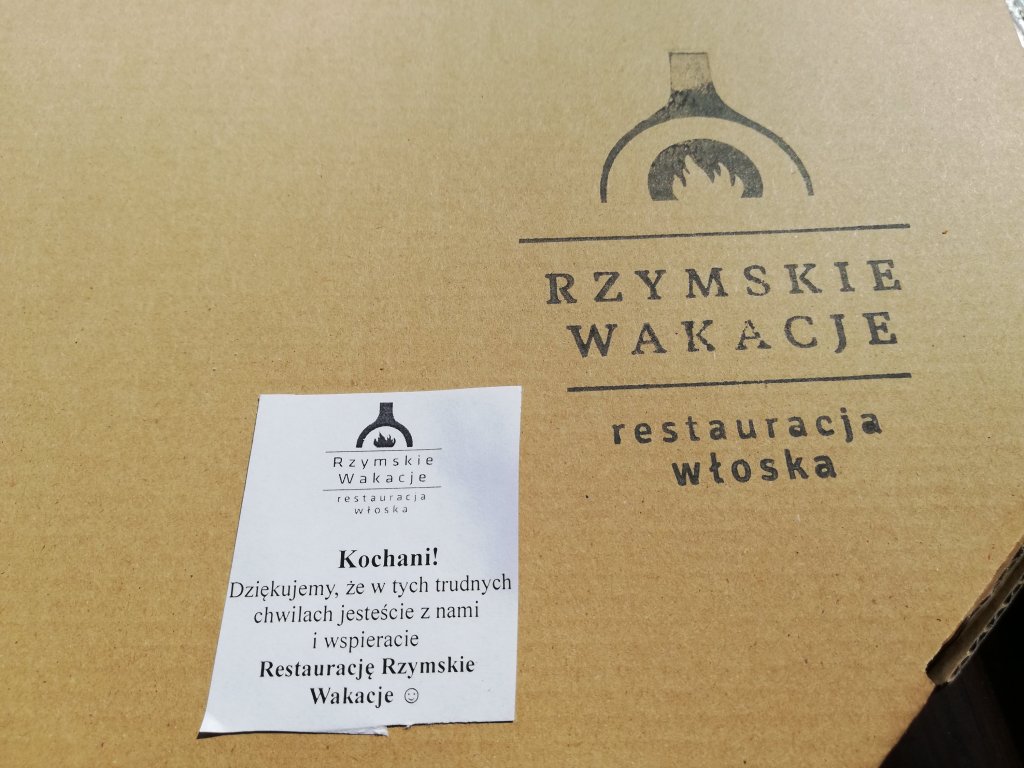 RZYMSKIE
WAKACJE
restauracja
włoska
Rzymskie
Wakacje
restauracja
włoska
Kochani!
Dziękujemy, że w tych trudnych
chwilach jesteście z nami
i wspieracie
Restaurację Rzymskie
Wakacje ☺